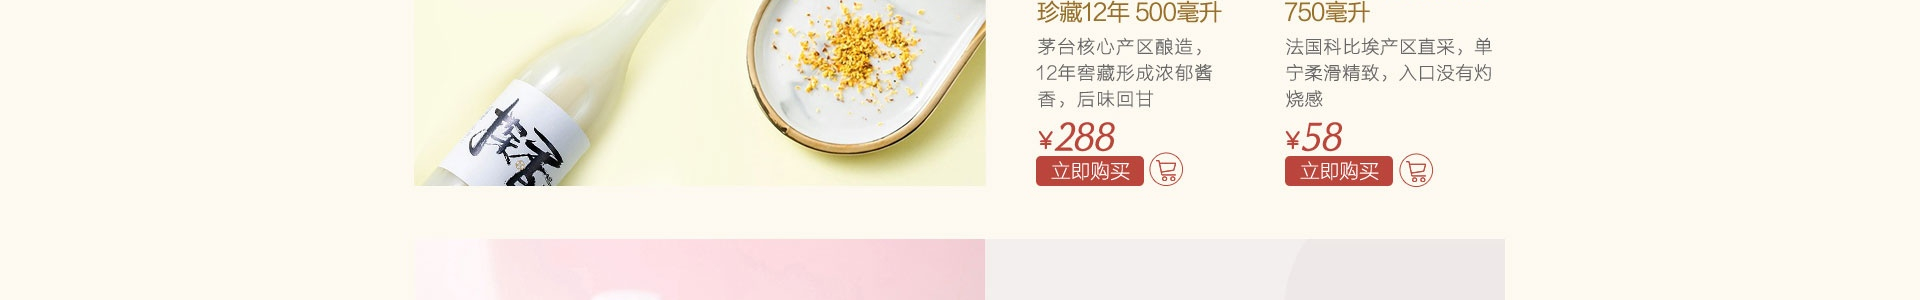 珍藏12年 500毫升
茅台核心产区酿造，
12年窖藏形成浓郁酱
香，后味回甘
¥288
立即购买
750毫升
法国科比埃产区直采，单
宁柔滑精致，入口没有灼
烧感
¥58
立即购买